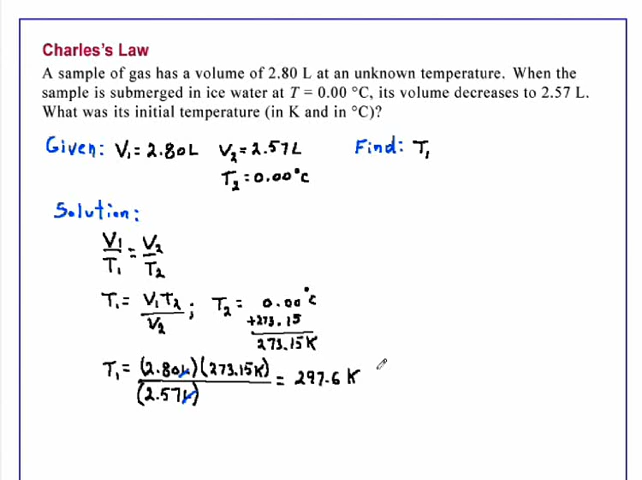 Charles's Law
A sample of gas has a volume of 2.80 L at an unknown temperature. When the
sample is submerged in ice water at T = 0.00 °C, its volume decreases to 2.57 L.
What was its initial temperature (in K and in °C)?
Given: V₁ = 2.80L V₂ = 2.57L Find: T₁
T₂ = 0.00°C
Solution:
V₁/T₁ = V₂/T₂
T₁ = V₁T₂/V₂ ; T₂ = 0.00°C
+273.15
273.15K
T₁ = (2.80L)(273.15K)/(2.57L) = 297.6 K